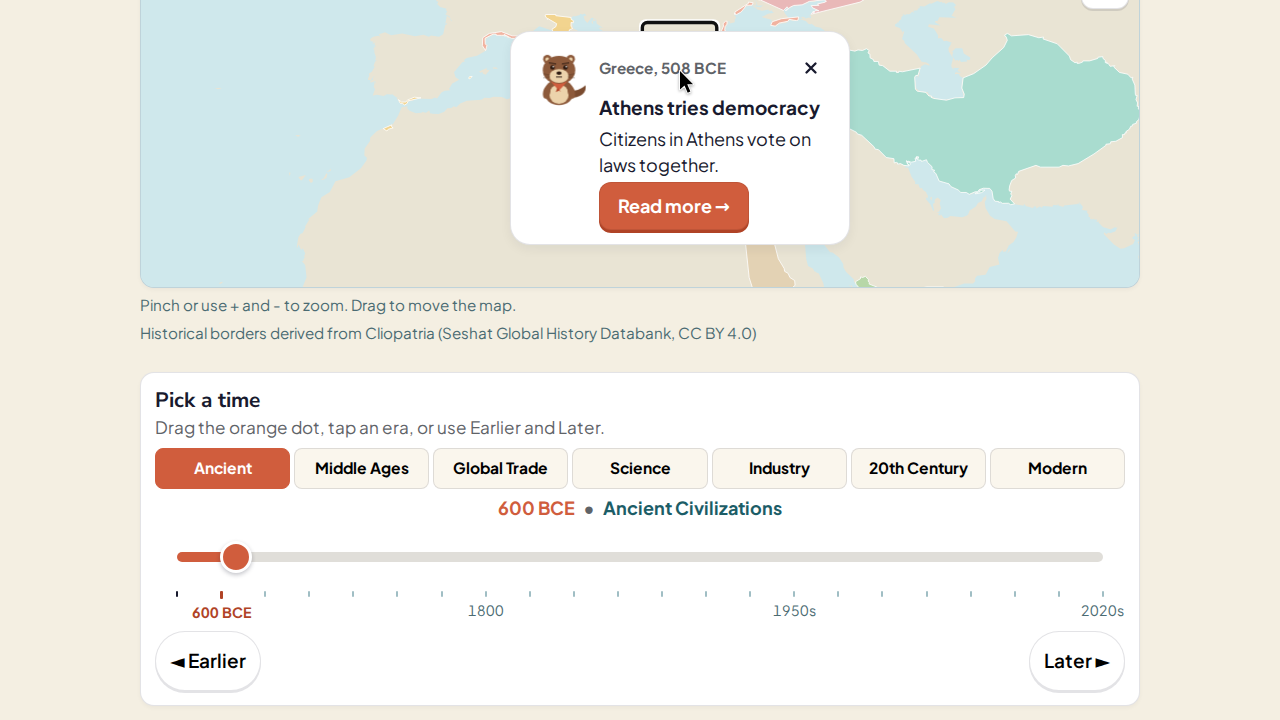 Greece, 508 BCE
Athens tries democracy
Citizens in Athens vote on
laws together.
Read more →
Pinch or use + and - to zoom. Drag to move the map.
Historical borders derived from Cliopatria (Seshat Global History Databank, CC BY 4.0)
Pick a time
Drag the orange dot, tap an era, or use Earlier and Later.
Ancient Middle Ages Global Trade Science Industry 20th Century Modern
600 BCE • Ancient Civilizations
600 BCE 1800 1950s 2020s
◄ Earlier Later ►